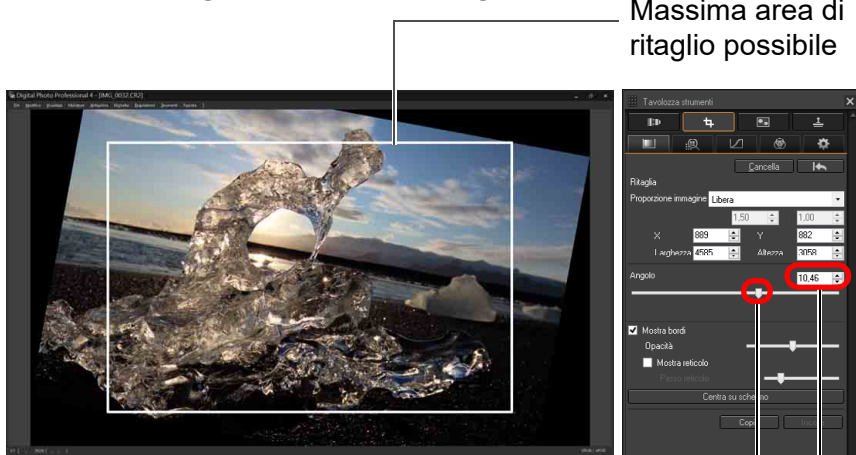 Massima area di
ritaglio possibile
Digital Photo Professional 4 - [IMG_0032.CR2]
Tavolozza strumenti
Cancella
Ritaglia
Proporzione immagine Libera
1,50 1,00
X 889 Y 882
Larghezza 4585 Altezza 3058
Angolo
10,46
Mostra bordi
Opacità
Mostra reticolo
Passo reticolo
Centra su schermo